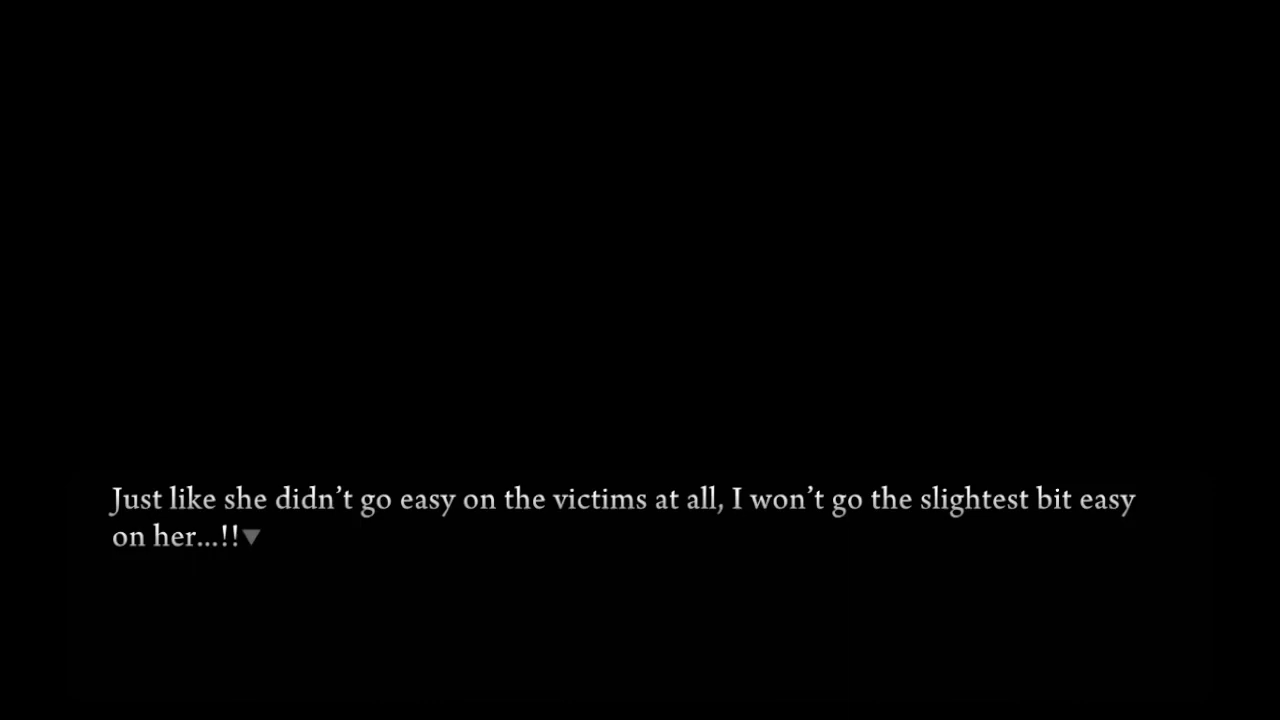 Just like she didn’t go easy on the victims at all, I won’t go the slightest bit easy
on her...!!